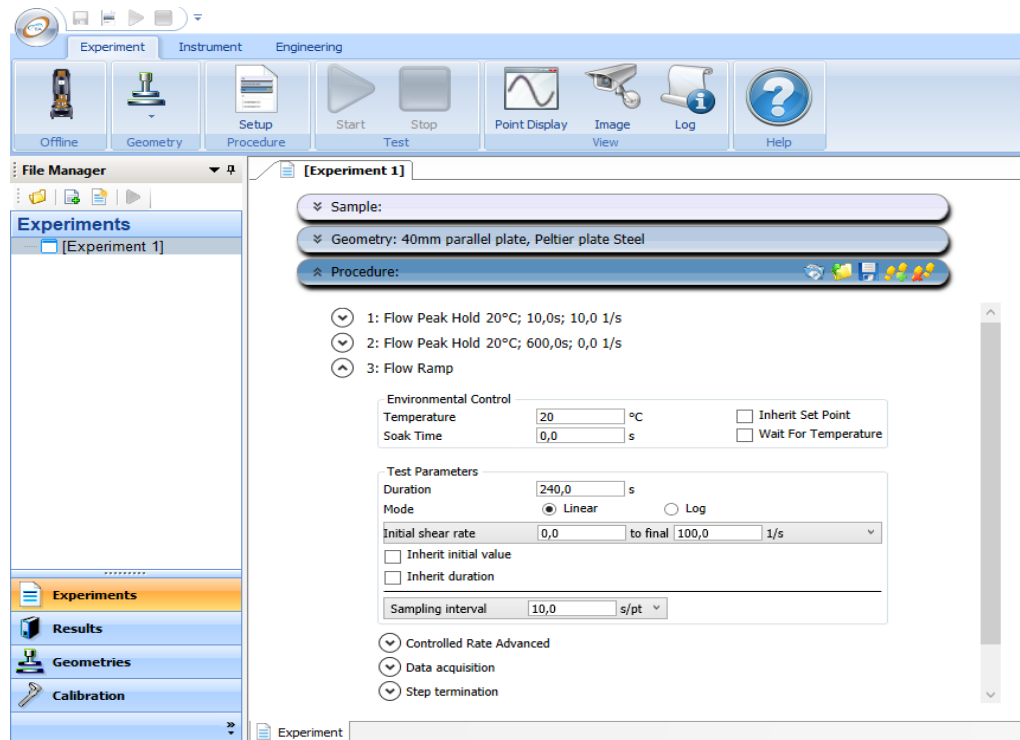 Experiment Instrument Engineering
Setup Start Stop Point Display Image Log
Offline Geometry Procedure Test View Help
File Manager
[Experiment 1]
Experiments
[Experiment 1]
Sample:
Geometry: 40mm parallel plate, Peltier plate Steel
Procedure:
1: Flow Peak Hold 20°C; 10,0s; 10,0 1/s
2: Flow Peak Hold 20°C; 600,0s; 0,0 1/s
3: Flow Ramp
Environmental Control
Temperature 20 °C Inherit Set Point
Soak Time 0,0 s Wait For Temperature
Test Parameters
Duration 240,0 s
Mode Linear Log
Initial shear rate 0,0 to final 100,0 1/s
Inherit initial value
Inherit duration
Sampling interval 10,0 s/pt
Controlled Rate Advanced
Data acquisition
Step termination
Experiments
Results
Geometries
Calibration
Experiment